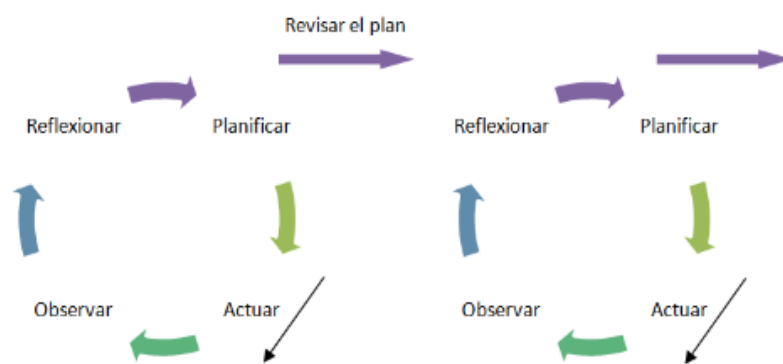 Revisar el plan
Reflexionar
Planificar
Reflexionar
Planificar
Observar
Actuar
Observar
Actuar